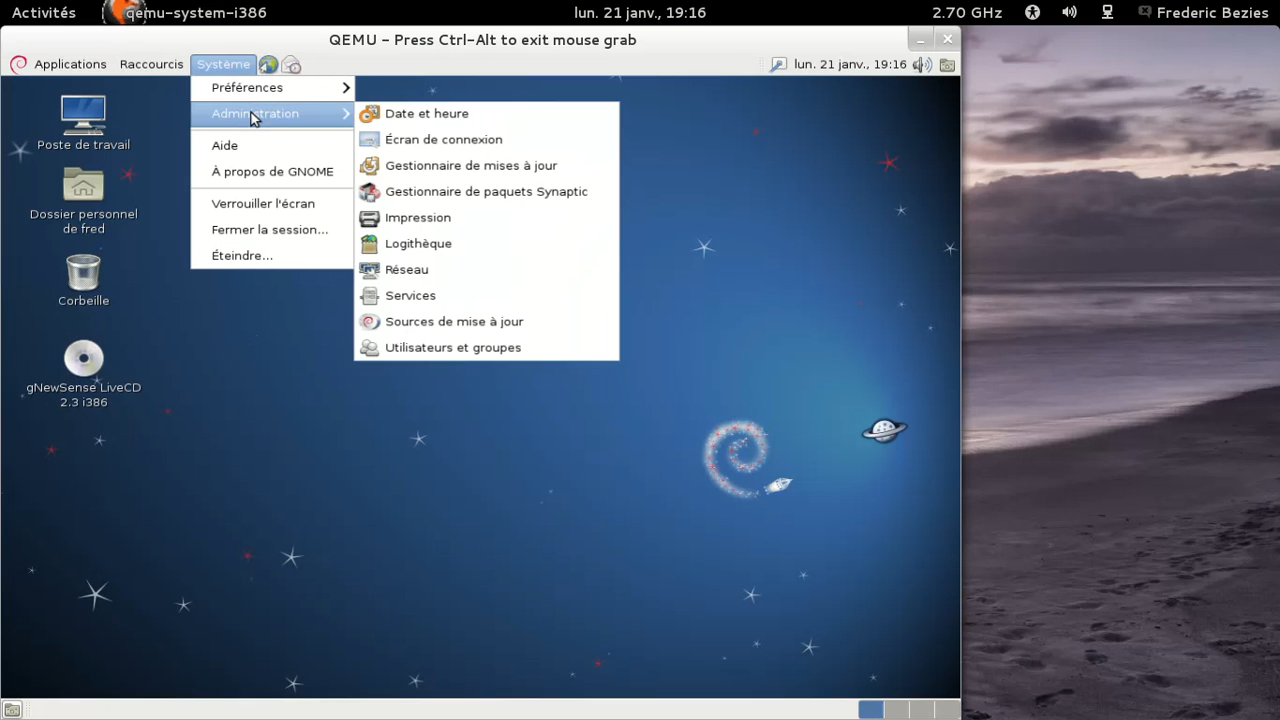 Activités qemu-system-i386 lun. 21 janv., 19:16 2.70 GHz Frederic Bezies
QEMU - Press Ctrl-Alt to exit mouse grab
Applications Raccourcis Système lun. 21 janv., 19:16
Préférences
Administration
Aide
À propos de GNOME
Verrouiller l'écran
Fermer la session...
Éteindre...
Date et heure
Écran de connexion
Gestionnaire de mises à jour
Gestionnaire de paquets Synaptic
Impression
Logithèque
Réseau
Services
Sources de mise à jour
Utilisateurs et groupes
Poste de travail
Dossier personnel
de fred
Corbeille
gNewSense LiveCD
2.3 i386